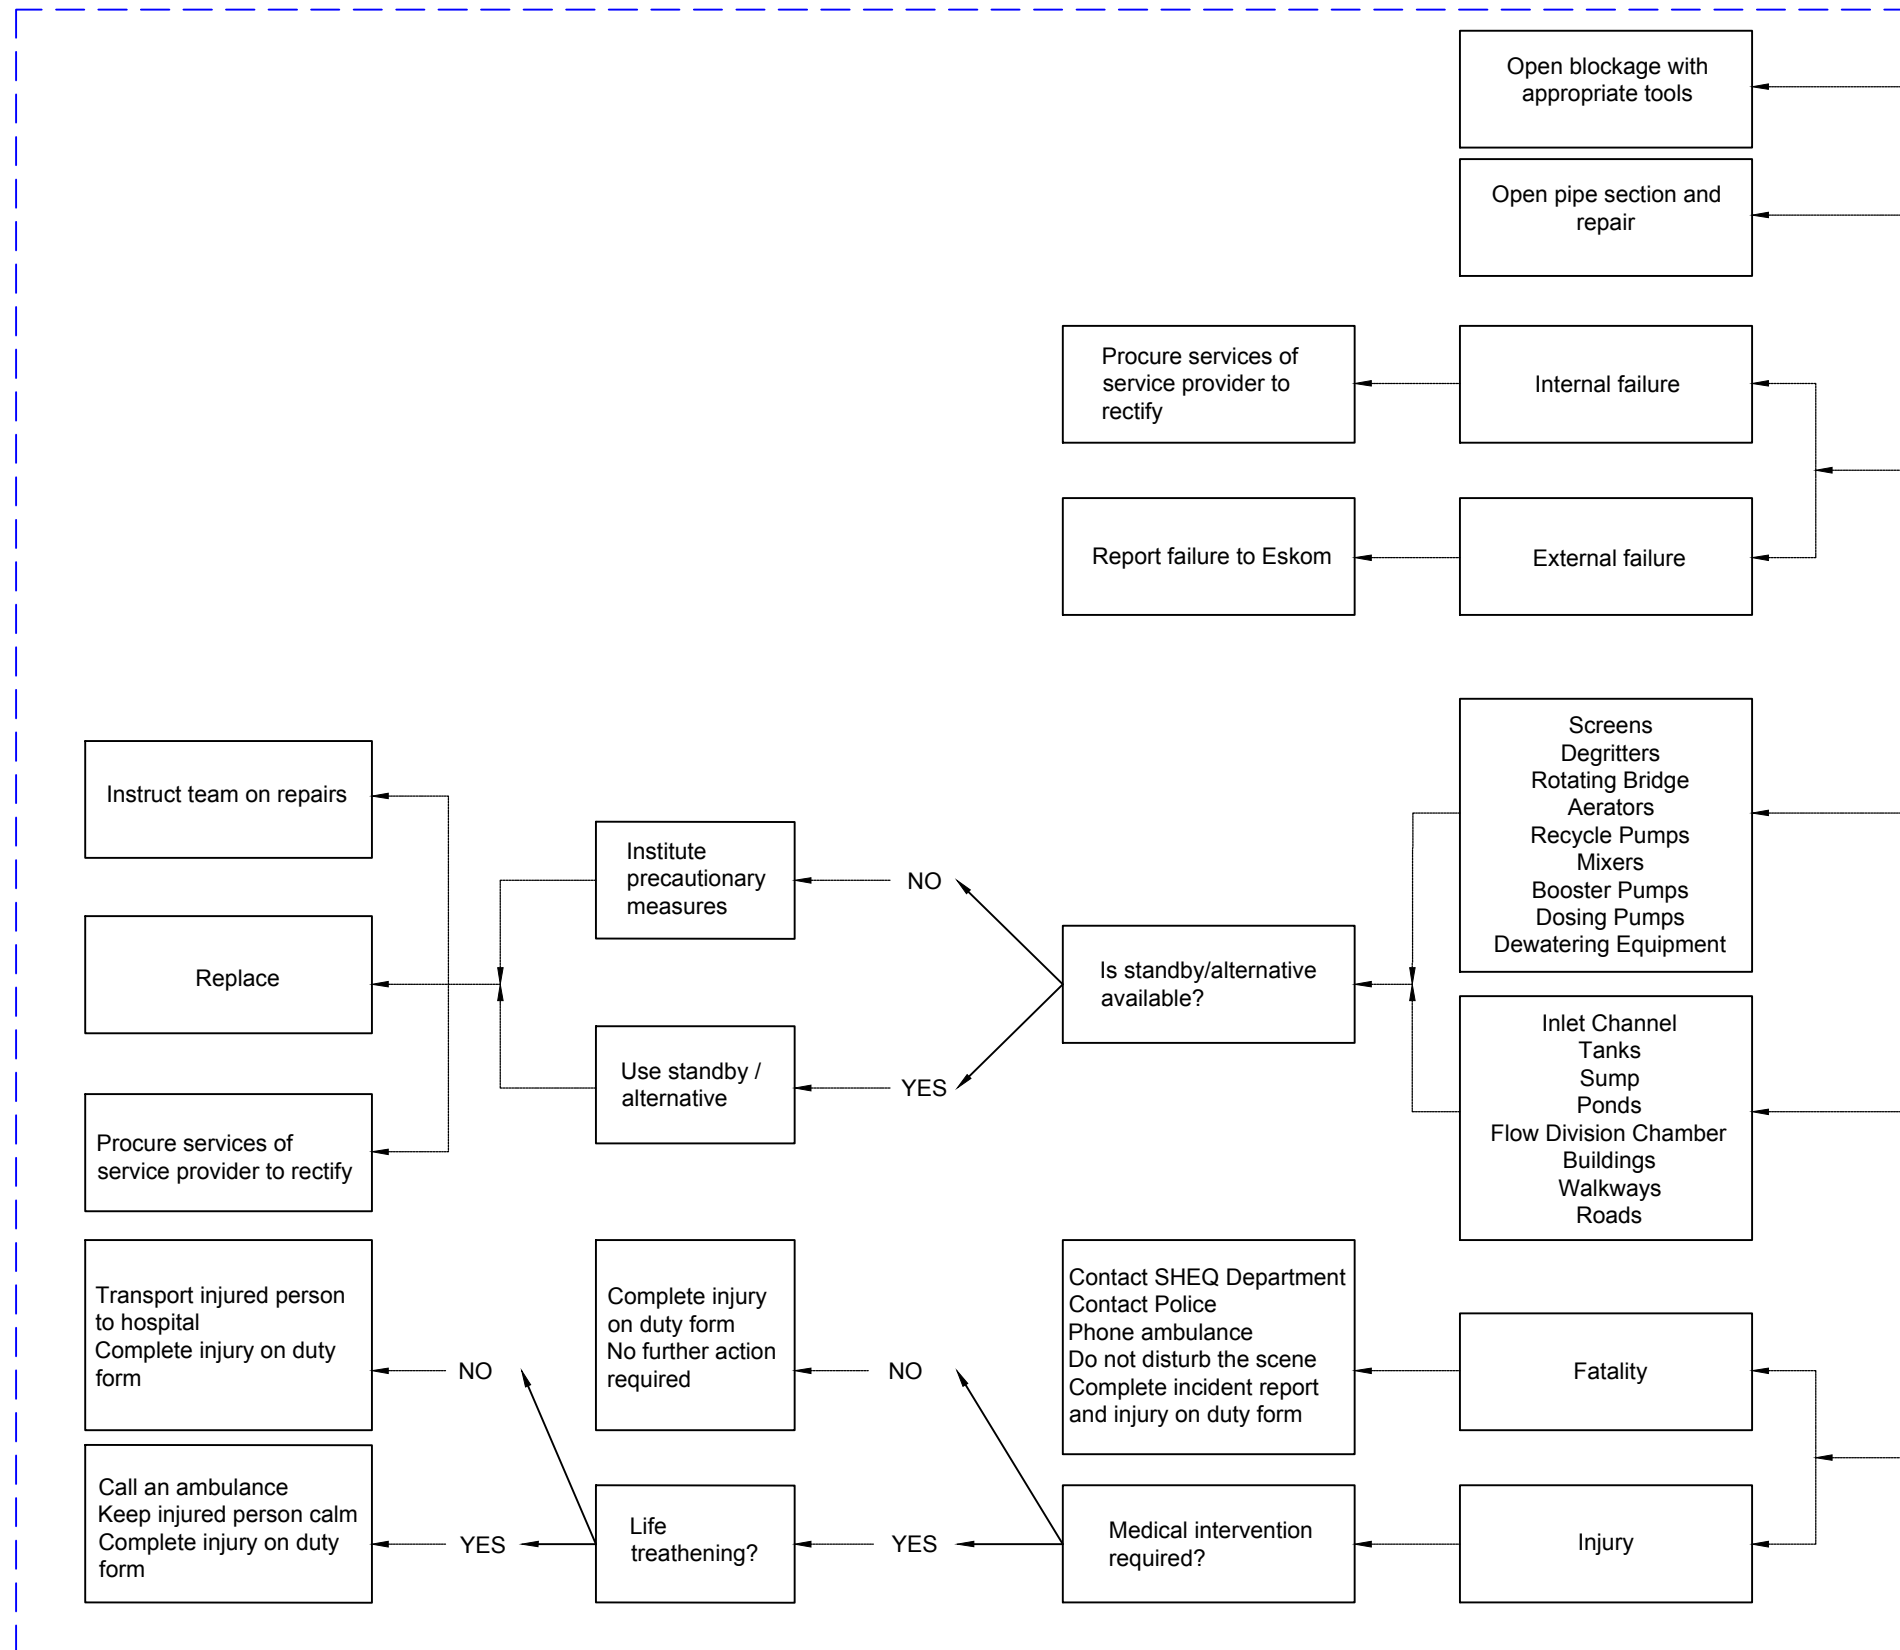 Open blockage with
appropriate tools
Open pipe section and
repair
Procure services of
service provider to
rectify
Internal failure
Report failure to Eskom
External failure
Screens
Degritters
Rotating Bridge
Aerators
Recycle Pumps
Mixers
Booster Pumps
Dosing Pumps
Dewatering Equipment
Instruct team on repairs
Institute
precautionary
measures
NO
Replace
Is standby/alternative
available?
Use standby /
alternative
YES
Inlet Channel
Tanks
Sump
Ponds
Flow Division Chamber
Buildings
Walkways
Roads
Procure services of
service provider to rectify
Transport injured person
to hospital
Complete injury on duty
form
NO
Complete injury
on duty form
No further action
required
NO
Contact SHEQ Department
Contact Police
Phone ambulance
Do not disturb the scene
Complete incident report
and injury on duty form
Fatality
Call an ambulance
Keep injured person calm
Complete injury on duty
form
YES
Life
treathening?
YES
Medical intervention
required?
Injury